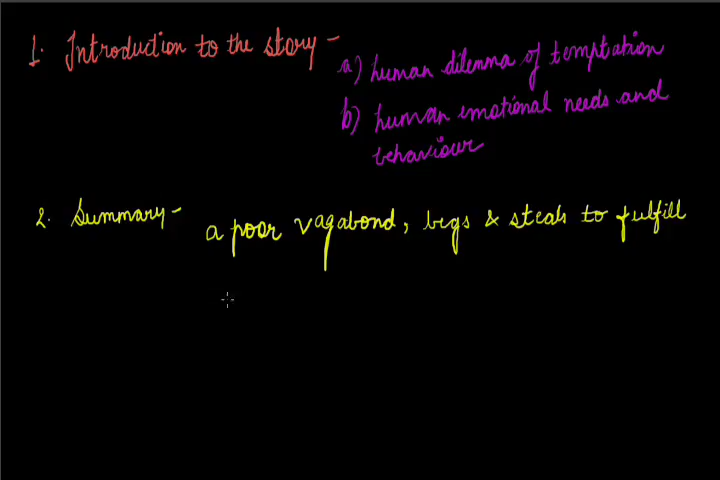 1. Introduction to the story -
a) human dilemma of temptation
b) human emotional needs and
behaviour
2. Summary - a poor vagabond, begs & steals to fulfill